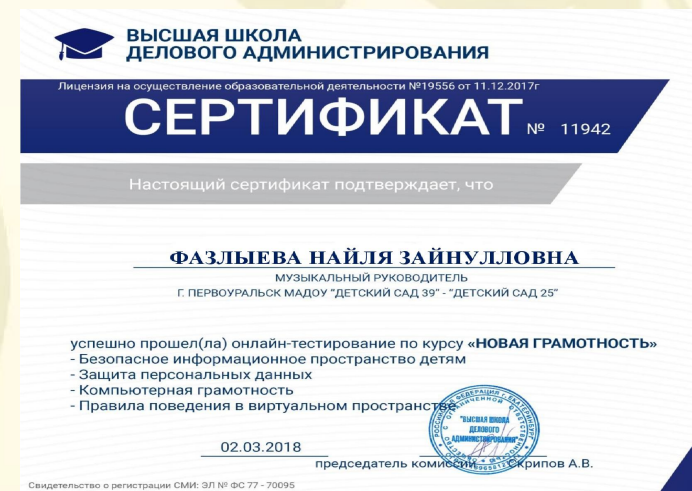 ВЫСШАЯ ШКОЛА
ДЕЛОВОГО АДМИНИСТРИРОВАНИЯ
Лицензия на осуществление образовательной деятельности №19556 от 11.12.2017г
СЕРТИФИКАТ № 11942
Настоящий сертификат подтверждает, что
ФАЗЛЫЕВА НАЙЛЯ ЗАЙНУЛЛОВНА
МУЗЫКАЛЬНЫЙ РУКОВОДИТЕЛЬ
Г. ПЕРВОУРАЛЬСК МАДОУ "ДЕТСКИЙ САД 39" - "ДЕТСКИЙ САД 25"
успешно прошел(ла) онлайн-тестирование по курсу «НОВАЯ ГРАМОТНОСТЬ»
- Безопасное информационное пространство детям
- Защита персональных данных
- Компьютерная грамотность
- Правила поведения в виртуальном пространстве
"ВЫСШАЯ ШКОЛА
ДЕЛОВОГО
АДМИНИСТРИРОВАНИЯ"
02.03.2018
председатель комиссии Скрипов А.В.
Свидетельство о регистрации СМИ: ЭЛ № ФС 77 - 70095